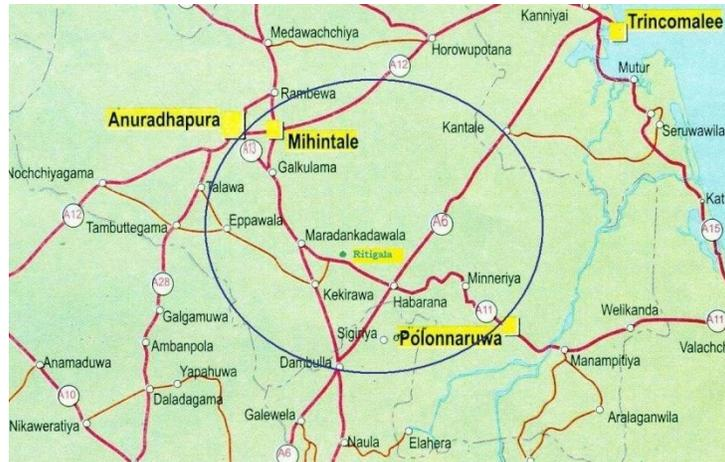 Kanniyai
Trincomalee
Medawachchiya
Horowupotana
A12
Mutur
Rambewa
Anuradhapura
Mihintale
Kantale
Seruwawila
A13
Nochchiyagama
Galkulama
Talawa
A12
Tambuttegama
Eppawala
A6
Kat
A15
Maradankadawala
Ritigala
A28
Kekirawa
Habarana
Minneriya
Galgamuwa
A11
Welikanda
A11
Sigiriya
Polonnaruwa
Valachch
Ambanpola
Manampitiya
Anamaduwa
Dambulla
Yapahuwa
A10
Daladagama
Aralaganwila
Nikaweratiya
Galewela
Naula
Elahera
A6